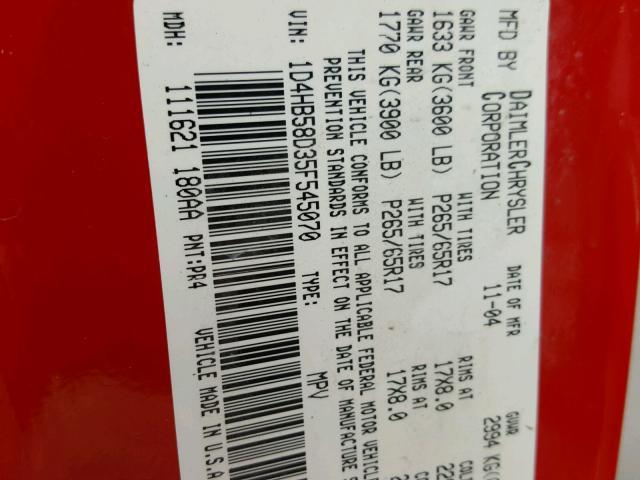 MFD BY DAIMLERCHRYSLER CORPORATION DATE OF MFR 11-04 GVWR 2994 KG(
GAWR FRONT WITH TIRES RIMS AT
1633 KG(3600 LB) P265/65R17 17X8.0 22
GAWR REAR WITH TIRES RIMS AT
1770 KG(3900 LB) P265/65R17 17X8.0
THIS VEHICLE CONFORMS TO ALL APPLICABLE FEDERAL MOTOR VEHICLE
PREVENTION STANDARDS IN EFFECT ON THE DATE OF MANUFACTURE S
VIN: 1D4HB58D35F545070 TYPE: MPV
MDH: 111621 180AA PNT:PR4 VEHICLE MADE IN U.S.A